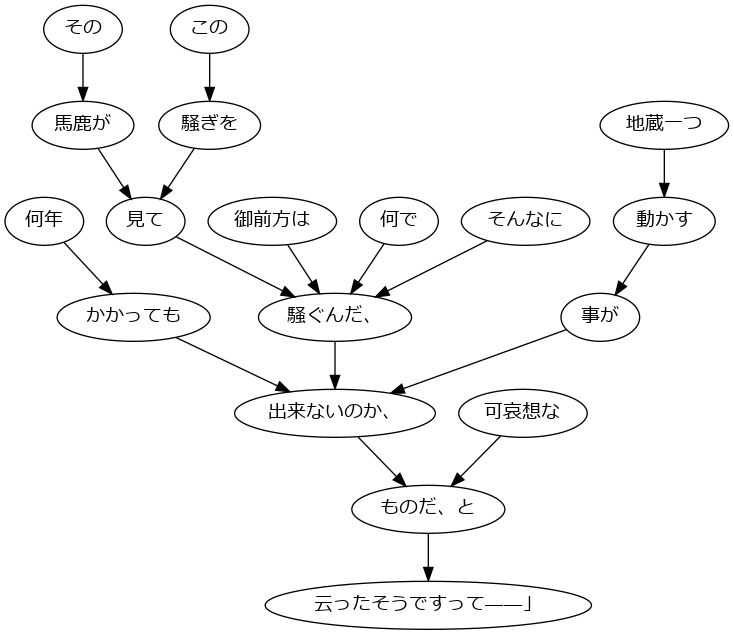 その
この
馬鹿が
騒ぎを
地蔵一つ
何年
見て
御前方は
何で
そんなに
動かす
かかっても
騒ぐんだ、
事が
出来ないのか、
可哀想な
ものだ、と
云ったそうですって――」